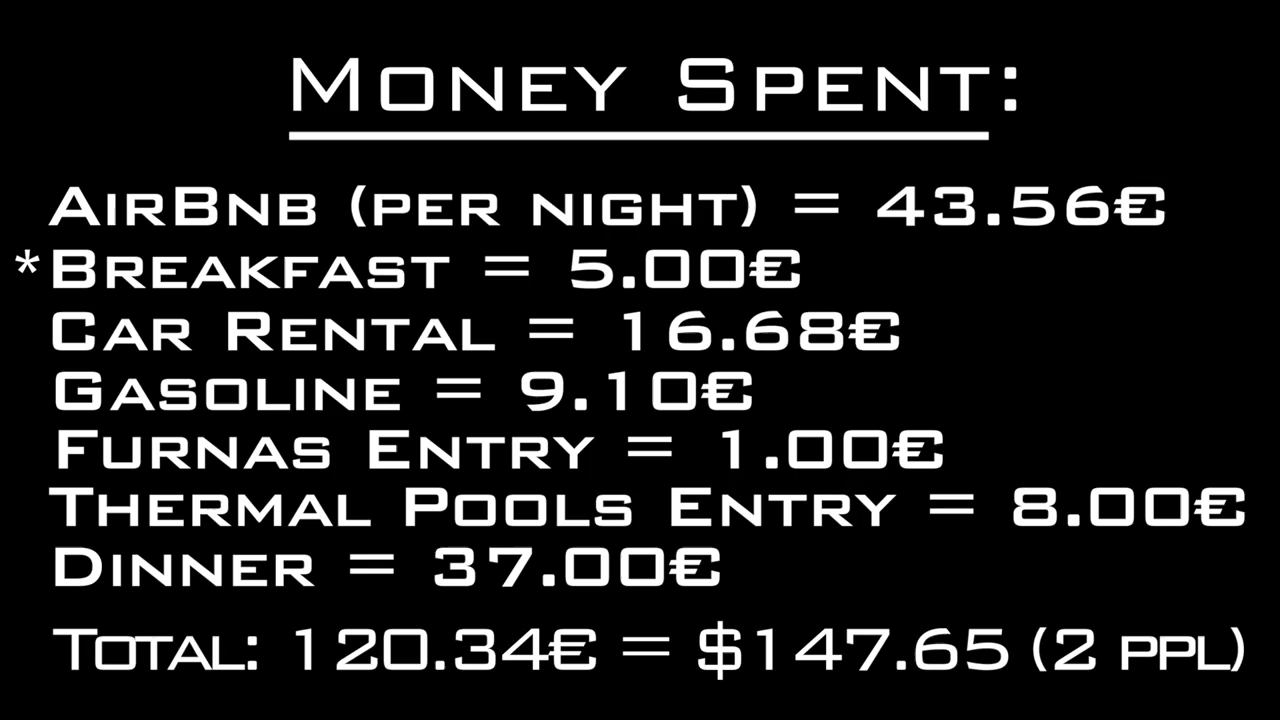 Money Spent:
AirBnb (per night) = 43.56€
*Breakfast = 5.00€
Car Rental = 16.68€
Gasoline = 9.10€
Furnas Entry = 1.00€
Thermal Pools Entry = 8.00€
Dinner = 37.00€
Total: 120.34€ = $147.65 (2 ppl)